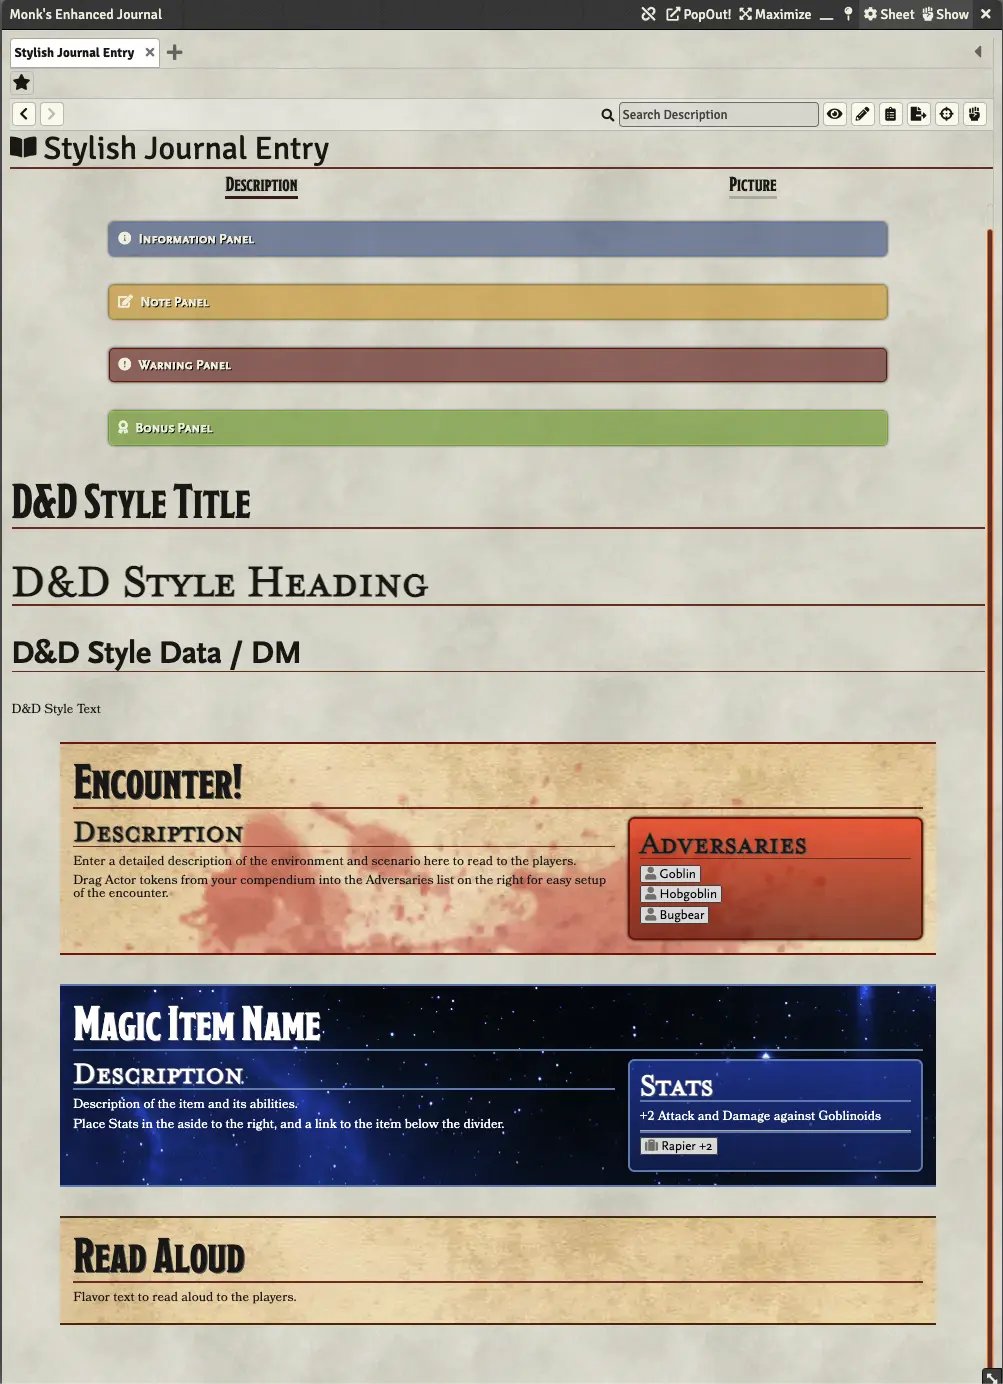 Monk's Enhanced Journal PopOut! Maximize Sheet Show
Stylish Journal Entry
Search Description
Stylish Journal Entry
Description Picture
Information Panel
Note Panel
Warning Panel
Bonus Panel
D&D Style Title
D&D Style Heading
D&D Style Data / DM
D&D Style Text
Encounter!
Description
Enter a detailed description of the environment and scenario here to read to the players.
Drag Actor tokens from your compendium into the Adversaries list on the right for easy setup
of the encounter.
Adversaries
Goblin
Hobgoblin
Bugbear
Magic Item Name
Description
Description of the item and its abilities.
Place Stats in the aside to the right, and a link to the item below the divider.
Stats
+2 Attack and Damage against Goblinoids
Rapier +2
Read Aloud
Flavor text to read aloud to the players.